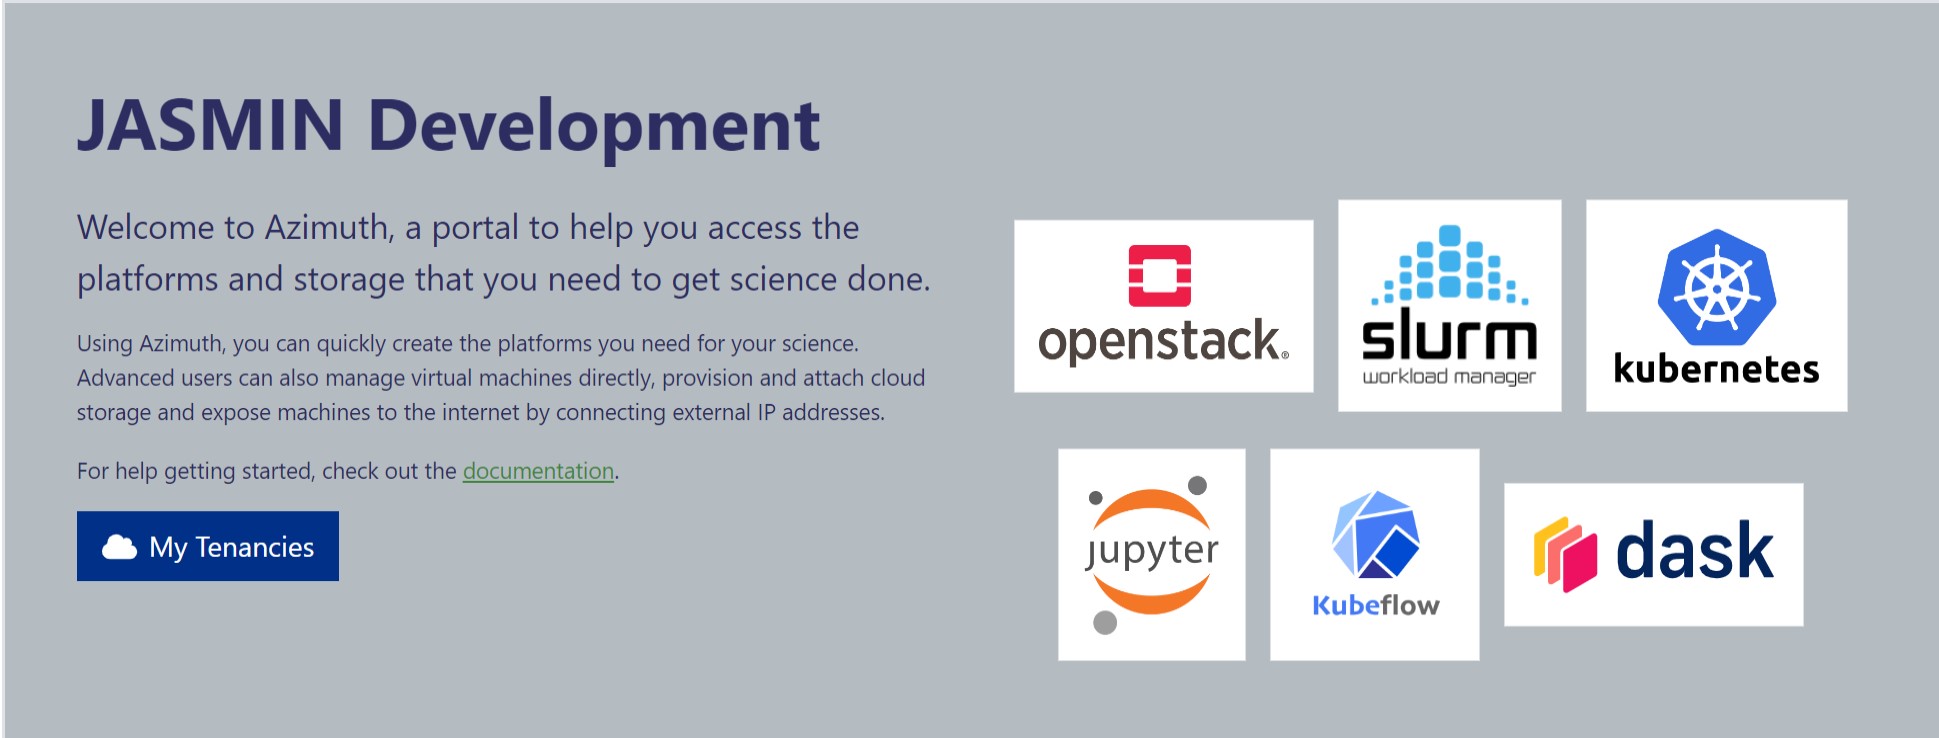 JASMIN Development
Welcome to Azimuth, a portal to help you access the
platforms and storage that you need to get science done.
Using Azimuth, you can quickly create the platforms you need for your science.
Advanced users can also manage virtual machines directly, provision and attach cloud
storage and expose machines to the internet by connecting external IP addresses.
For help getting started, check out the documentation.
My Tenancies
openstack®
slurm
workload manager
kubernetes
jupyter
Kubeflow
dask